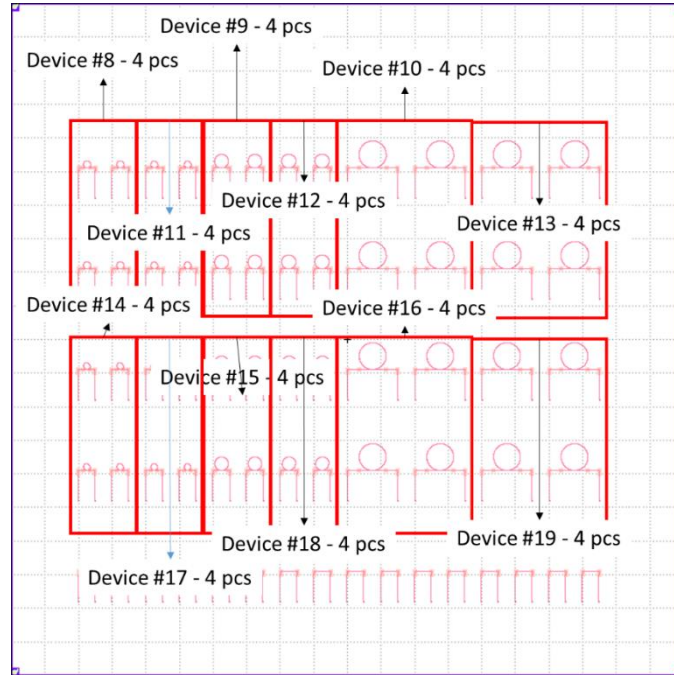 Device #9 - 4 pcs
Device #8 - 4 pcs
Device #10 - 4 pcs
Device #12 - 4 pcs
Device #13 - 4 pcs
Device #11 - 4 pcs
Device #14 - 4 pcs
Device #16 - 4 pcs
Device #15 - 4 pcs
Device #18 - 4 pcs
Device #19 - 4 pcs
Device #17 - 4 pcs